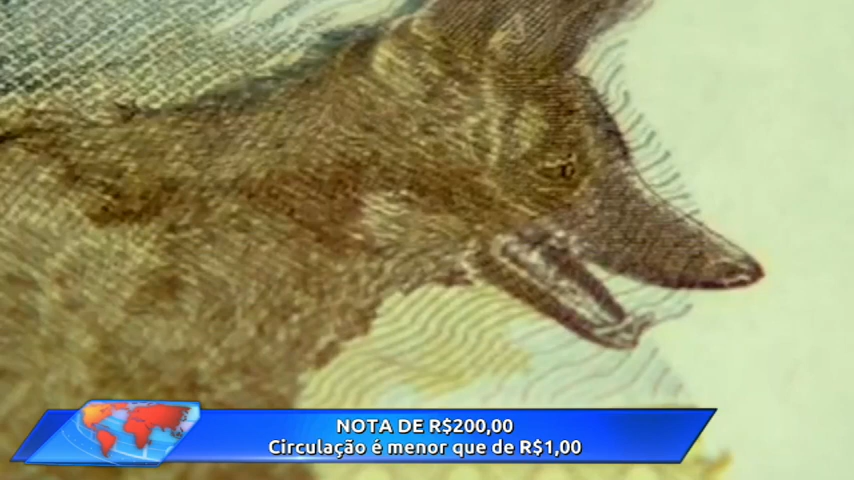 NOTA DE R$200,00
Circulação é menor que de R$1,00